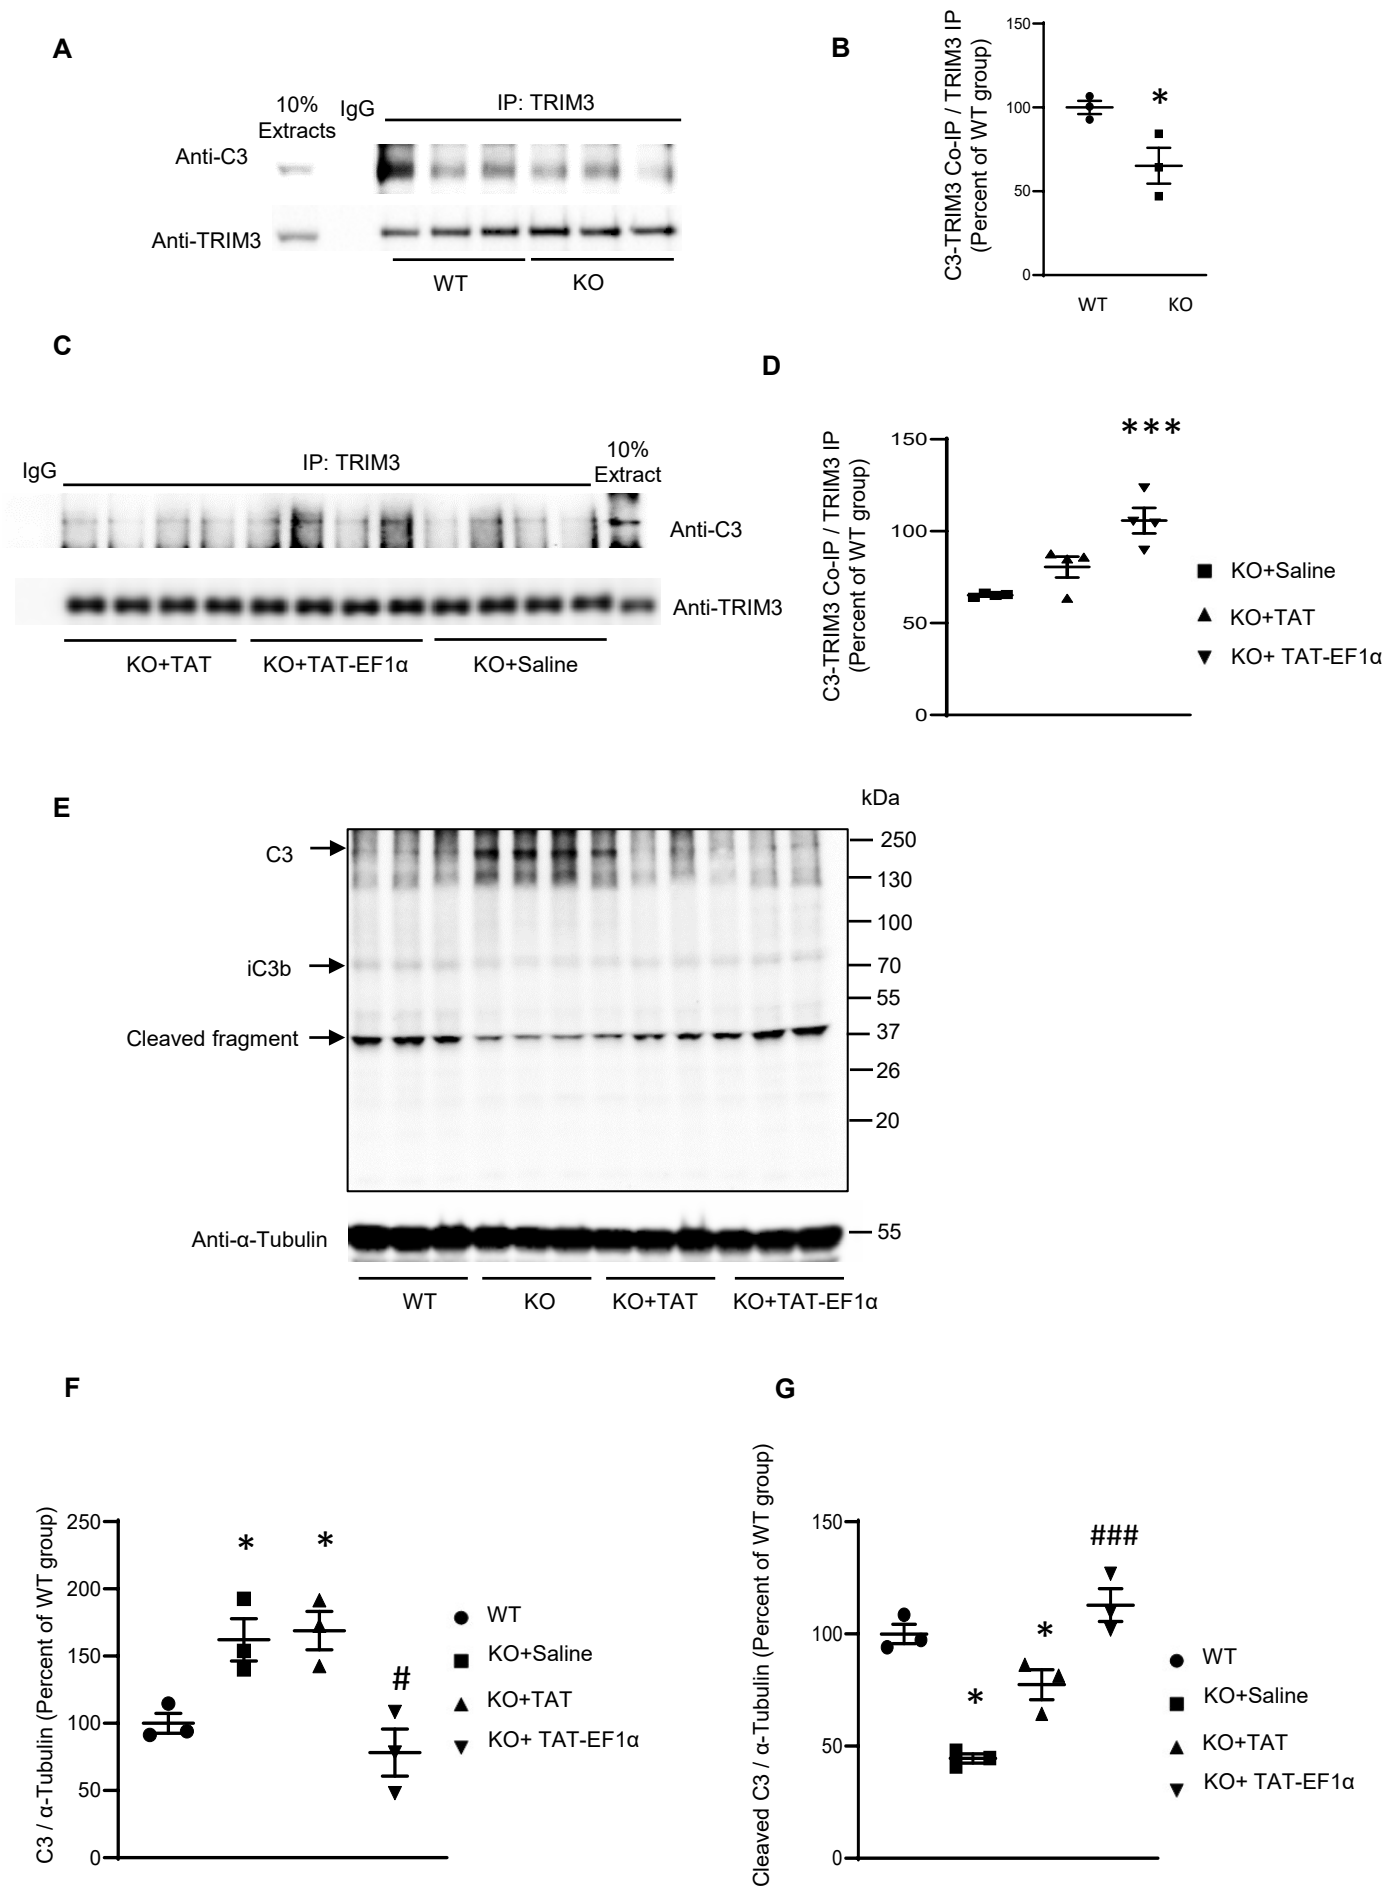 A
10%
Extracts
IgG
IP: TRIM3
Anti-C3
Anti-TRIM3
WT
KO
B
C3-TRIM3 Co-IP / TRIM3 IP
(Percent of WT group)
150
100
50
0
*
WT
KO
C
IgG
IP: TRIM3
10%
Extract
Anti-C3
Anti-TRIM3
KO+TAT
KO+TAT-EF1α
KO+Saline
D
C3-TRIM3 Co-IP / TRIM3 IP
(Percent of WT group)
150
100
50
0
***
KO+Saline
KO+TAT
KO+ TAT-EF1α
E
kDa
C3
iC3b
Cleaved fragment
250
130
100
70
55
37
26
20
Anti-α-Tubulin
55
WT
KO
KO+TAT
KO+TAT-EF1α
F
C3 / α-Tubulin (Percent of WT group)
250
200
150
100
50
0
*
*
#
WT
KO+Saline
KO+TAT
KO+ TAT-EF1α
G
Cleaved C3 / α-Tubulin (Percent of WT group)
150
100
50
0
*
*
###
WT
KO+Saline
KO+TAT
KO+ TAT-EF1α